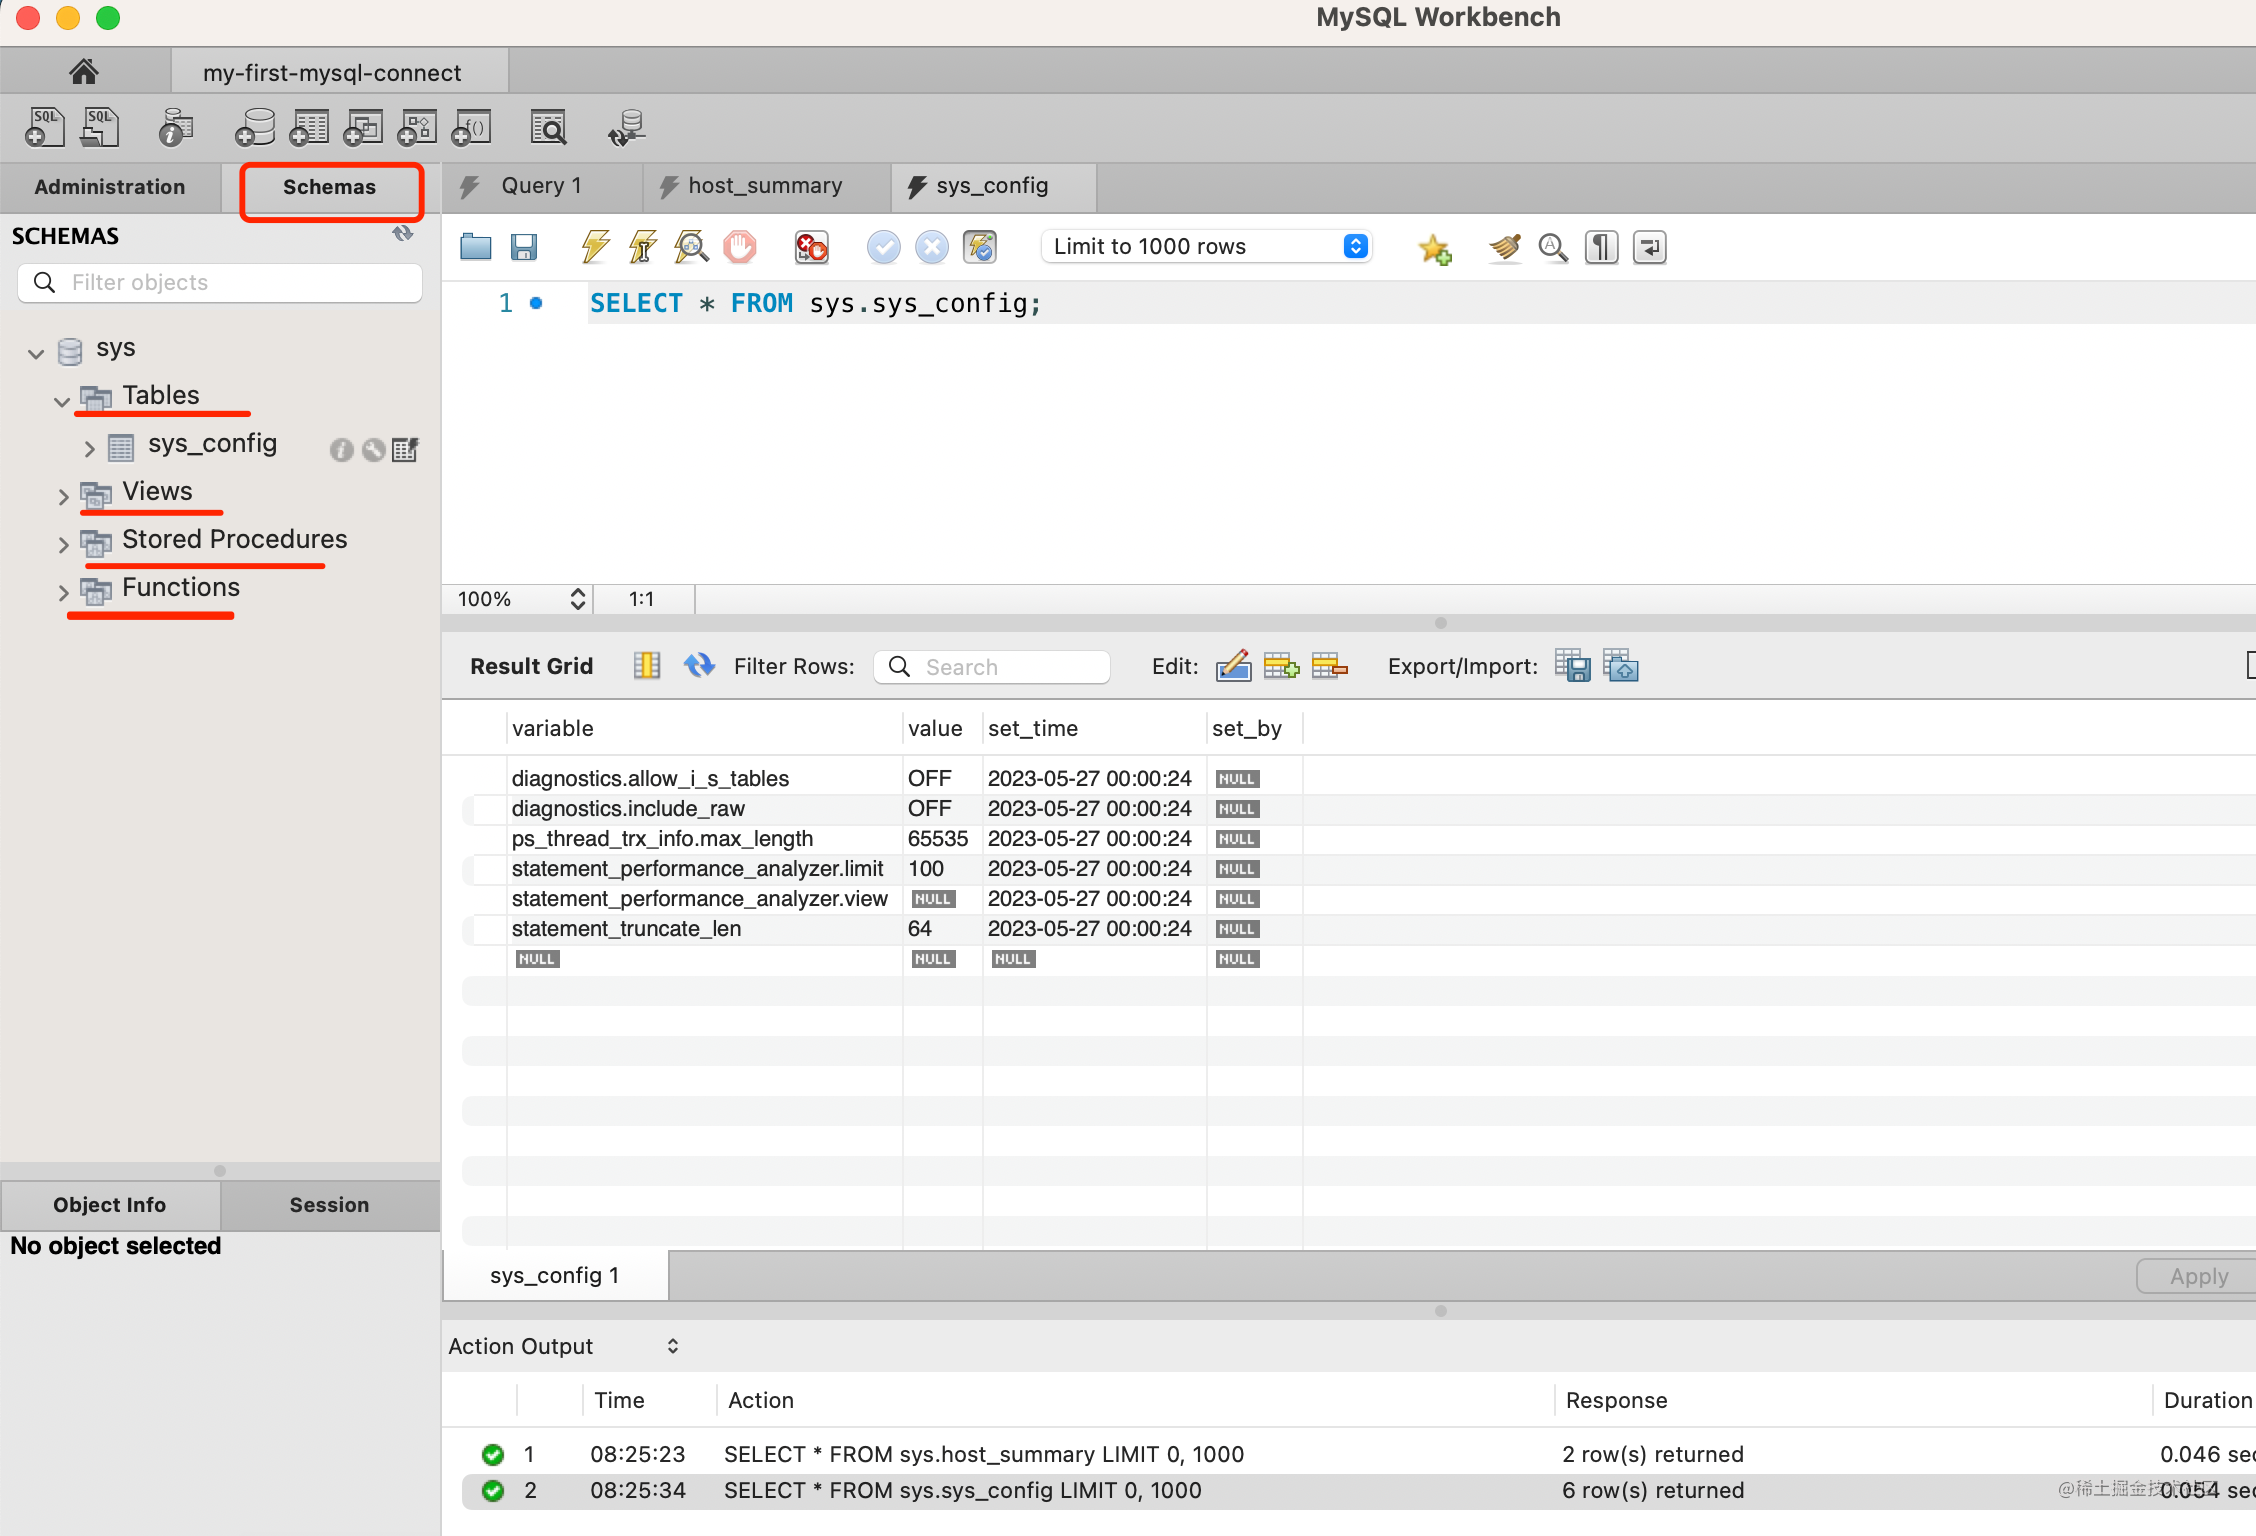 MySQL Workbench
my-first-mysql-connect
SQL SQL
Administration Schemas Query 1 host_summary sys_config
SCHEMAS
Limit to 1000 rows
Filter objects
1 SELECT * FROM sys.sys_config;
sys
Tables
sys_config
Views
Stored Procedures
Functions
100% 1:1
Result Grid Filter Rows: Search Edit: Export/Import:
variable value set_time set_by
diagnostics.allow_i_s_tables OFF 2023-05-27 00:00:24 NULL
diagnostics.include_raw OFF 2023-05-27 00:00:24 NULL
ps_thread_trx_info.max_length 65535 2023-05-27 00:00:24 NULL
statement_performance_analyzer.limit 100 2023-05-27 00:00:24 NULL
statement_performance_analyzer.view NULL 2023-05-27 00:00:24 NULL
statement_truncate_len 64 2023-05-27 00:00:24 NULL
NULL NULL NULL NULL
Object Info Session
No object selected
sys_config 1 Apply
Action Output
Time Action Response Duration
1 08:25:23 SELECT * FROM sys.host_summary LIMIT 0, 1000 2 row(s) returned 0.046 sec
2 08:25:34 SELECT * FROM sys.sys_config LIMIT 0, 1000 6 row(s) returned 0.054 sec
@稀土掘金技术社区